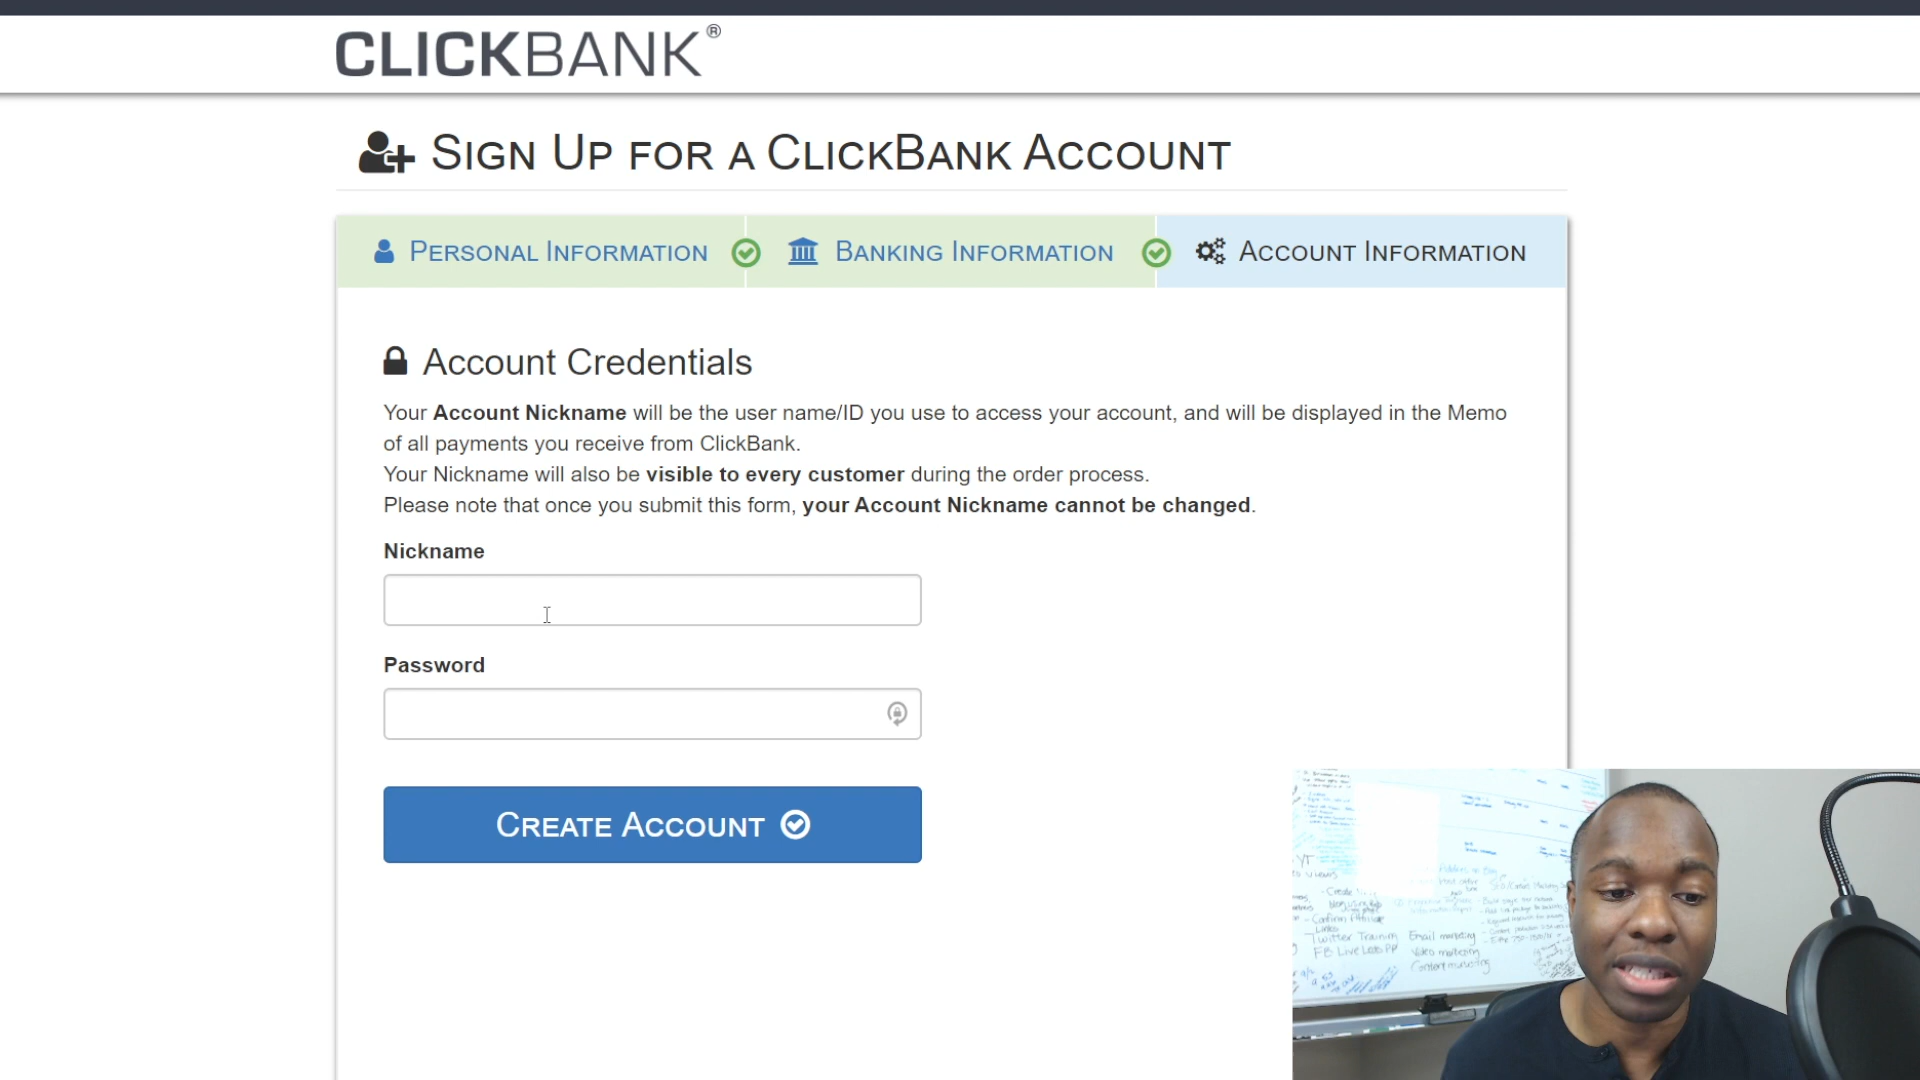 CLICKBANK®
SIGN UP FOR A CLICKBANK ACCOUNT
PERSONAL INFORMATION
BANKING INFORMATION
ACCOUNT INFORMATION
Account Credentials
Your Account Nickname will be the user name/ID you use to access your account, and will be displayed in the Memo
of all payments you receive from ClickBank.
Your Nickname will also be visible to every customer during the order process.
Please note that once you submit this form, your Account Nickname cannot be changed.
Nickname
Password
CREATE ACCOUNT
YT
Twitter Training
FB Live
Email marketing
Video marketing
Content marketing